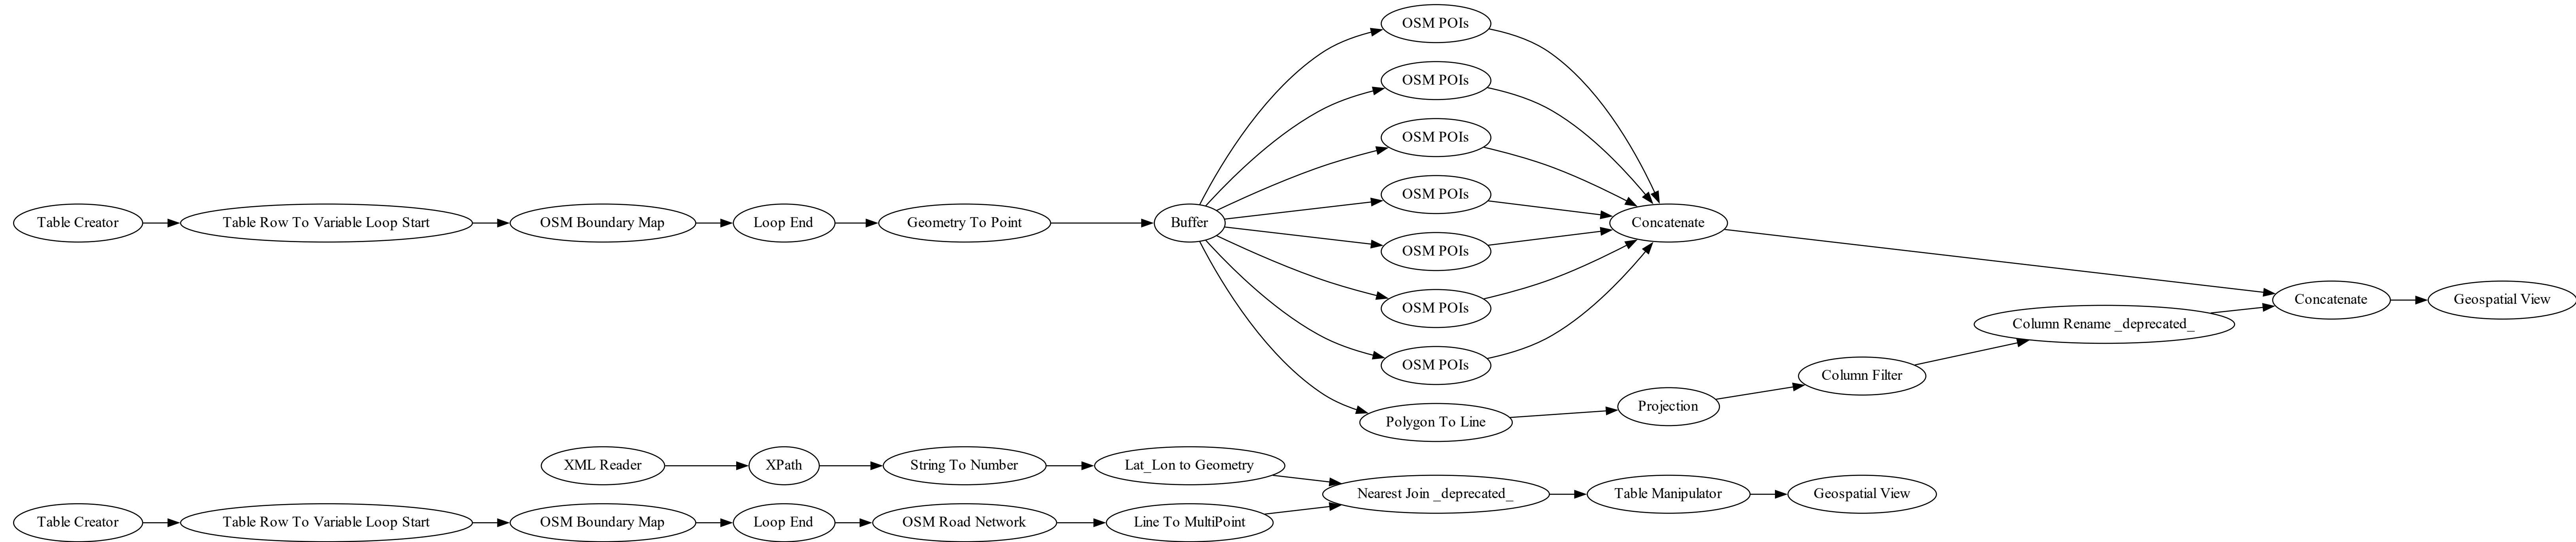 OSM POIs
OSM POIs
OSM POIs
OSM POIs
Table Creator
Table Row To Variable Loop Start
OSM Boundary Map
Loop End
Geometry To Point
Buffer
Concatenate
OSM POIs
OSM POIs
OSM POIs
Concatenate
Geospatial View
Column Rename _deprecated_
Column Filter
Projection
Polygon To Line
XML Reader
XPath
String To Number
Lat_Lon to Geometry
Nearest Join _deprecated_
Table Manipulator
Geospatial View
Table Creator
Table Row To Variable Loop Start
OSM Boundary Map
Loop End
OSM Road Network
Line To MultiPoint